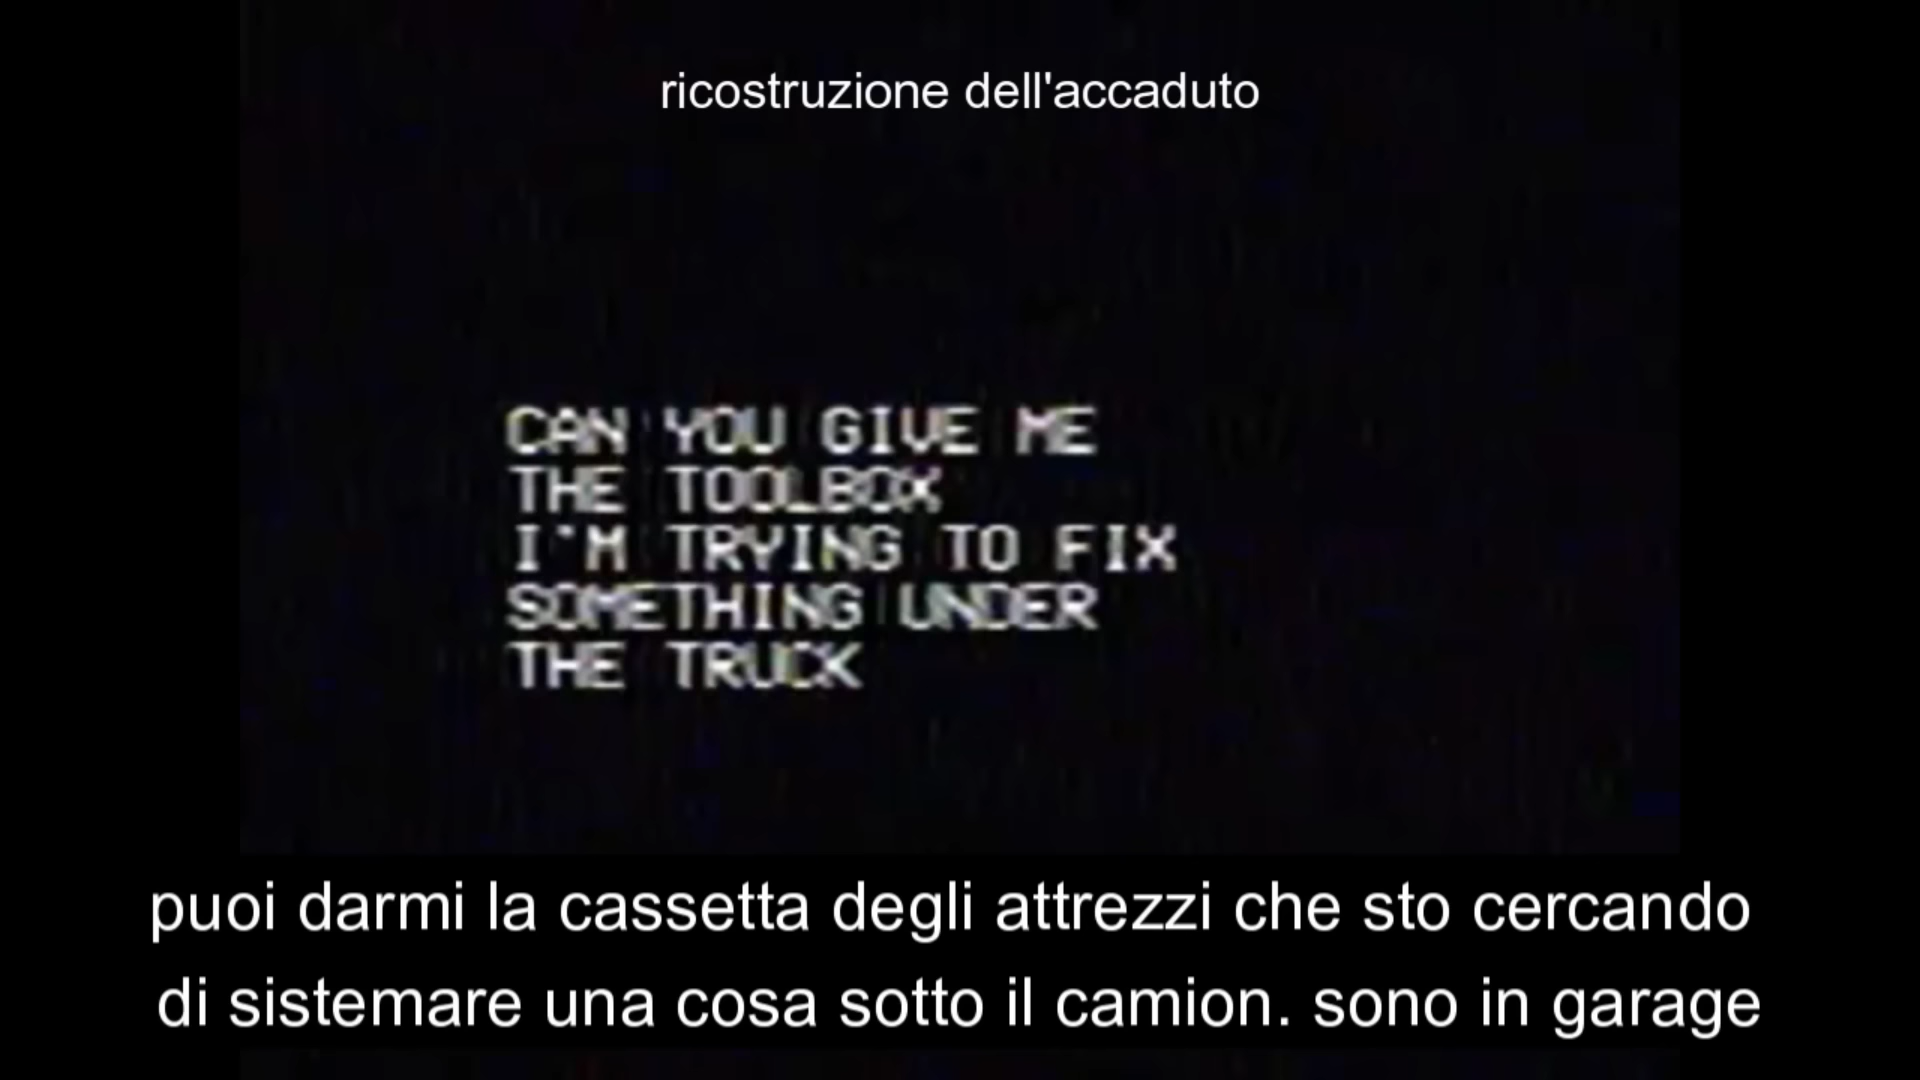 ricostruzione dell'accaduto
CAN YOU GIVE ME
THE TOOLBOX
I'M TRYING TO FIX
SOMETHING UNDER
THE TRUCK
puoi darmi la cassetta degli attrezzi che sto cercando
di sistemare una cosa sotto il camion. sono in garage